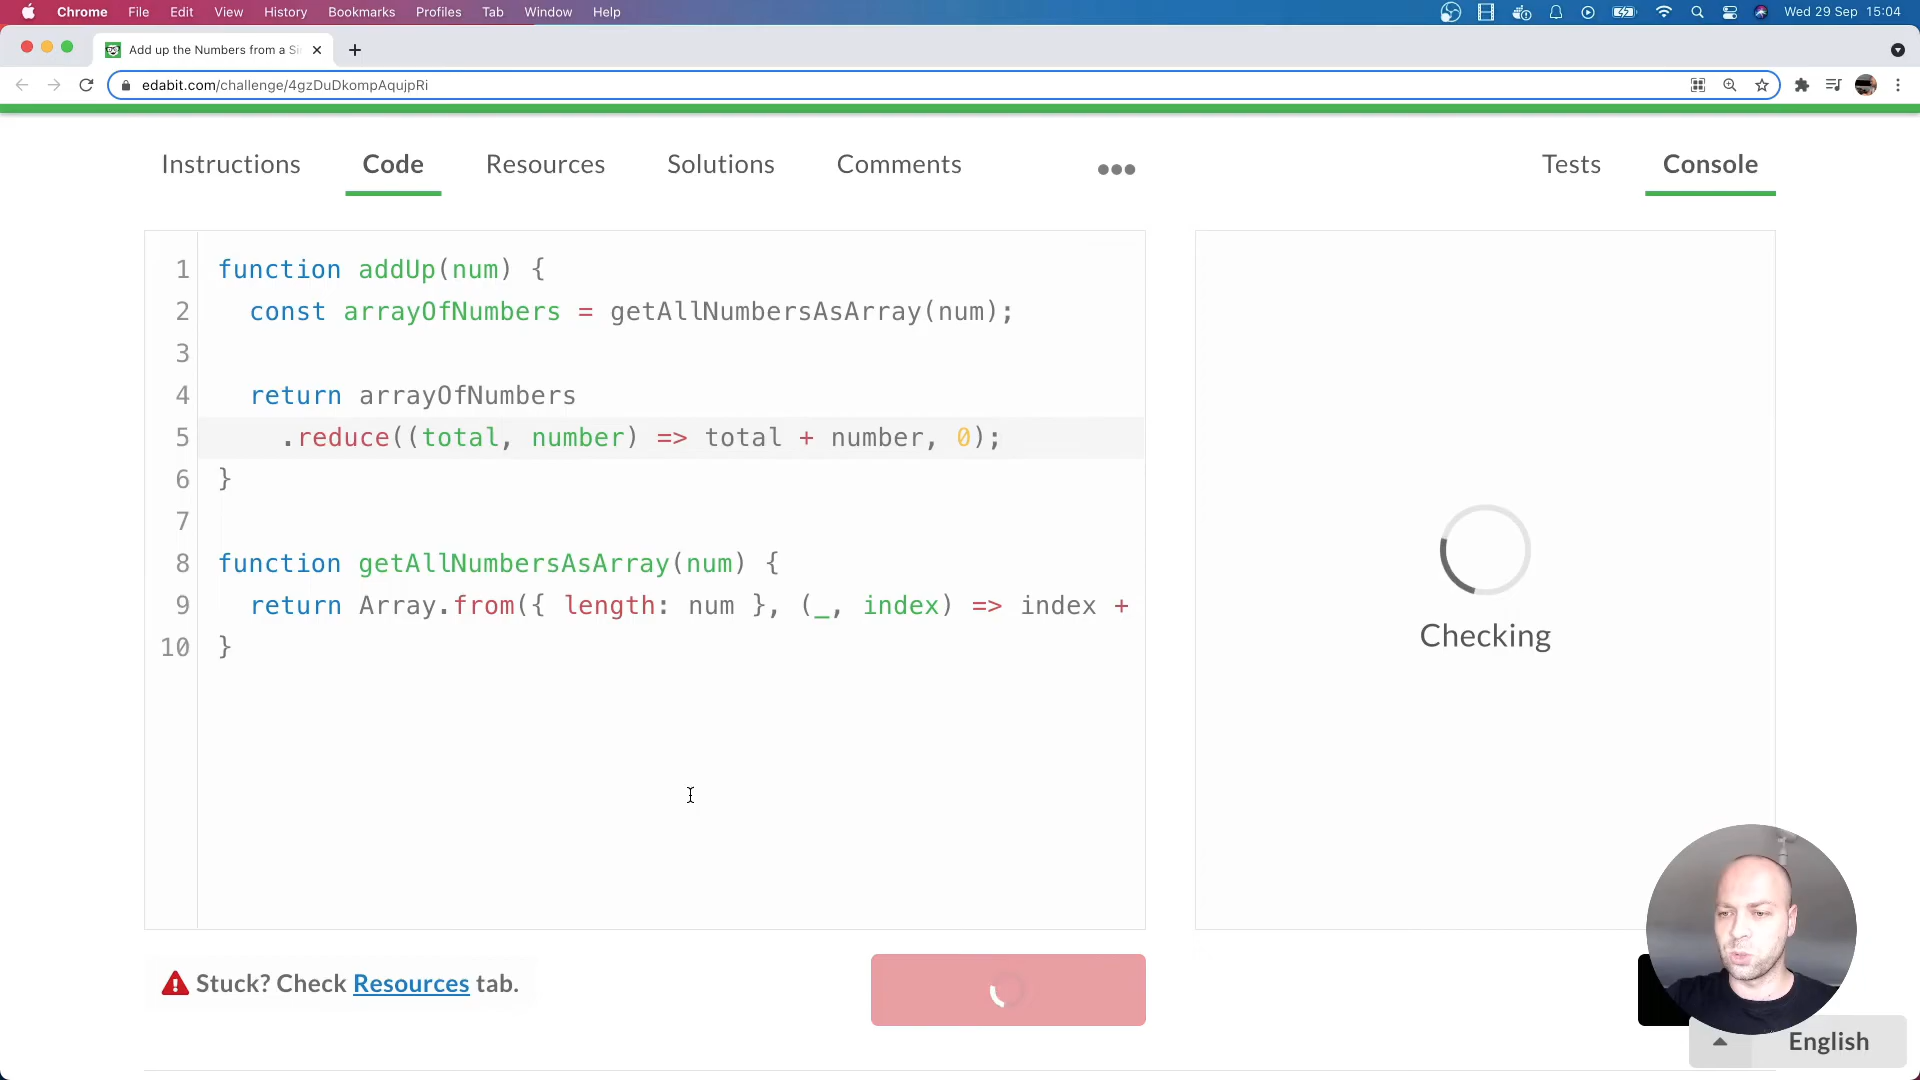 Chrome File Edit View History Bookmarks Profiles Tab Window Help Wed 29 Sep 15:04
Add up the Numbers from a Si
edabit.com/challenge/4gzDuDkompAqujpRi
Instructions Code Resources Solutions Comments ••• Tests Console
1 function addUp(num) {
2 const arrayOfNumbers = getAllNumbersAsArray(num);
3
4 return arrayOfNumbers
5 .reduce((total, number) => total + number, 0);
6 }
7
8 function getAllNumbersAsArray(num) {
9 return Array.from({ length: num }, (_, index) => index +
10 }
Checking
Stuck? Check Resources tab.
English